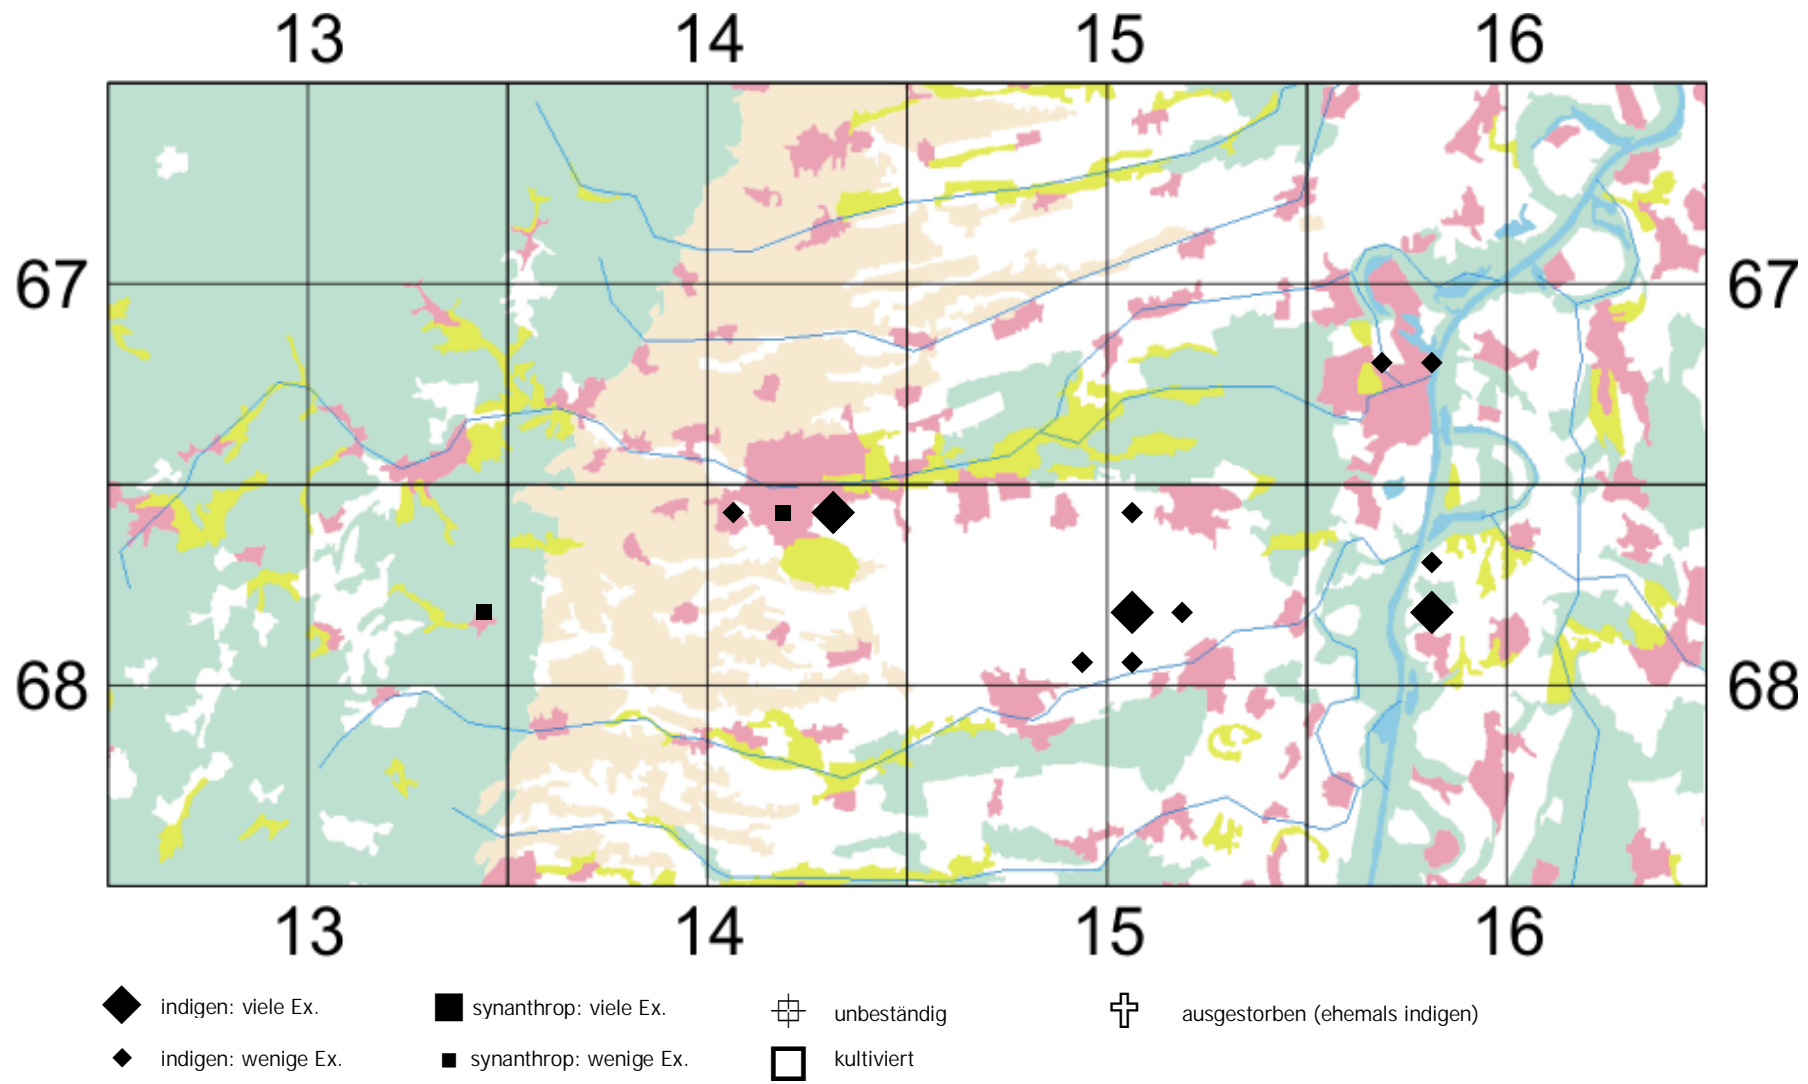 13 14 15 16
67 67
68 68
13 14 15 16
indigen: viele Ex. synanthrop: viele Ex. unbeständig ausgestorben (ehemals indigen)
indigen: wenige Ex. synanthrop: wenige Ex. kultiviert